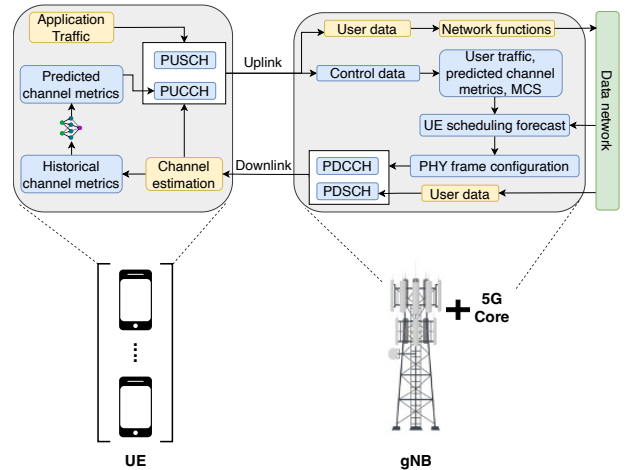 Application
Traffic
PUSCH
PUCCH
Predicted
channel metrics
Historical
channel metrics
Channel
estimation
Uplink
Downlink
User data
Network functions
Control data
User traffic,
predicted channel
metrics, MCS
UE scheduling forecast
PHY frame configuration
PDCCH
PDSCH
User data
Data network
5G
Core
UE
gNB